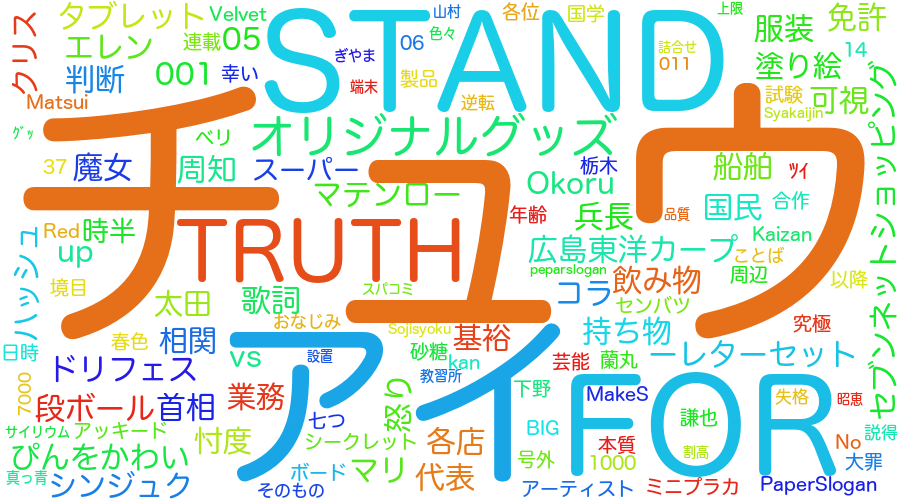 クリス
タブレット
Velvet
STAND
山村
各位
国学
上限
免許
エレン
連載
05
色々
06
服装
詰合せ
14
判断
001
幸い
ぎやま
端末
製品
011
塗り絵
Matsui
逆転
試験
可視
Syakaijin
グッ
チュウ
ベリ
オリジナルグッズ
セブンネットショッピング
37
魔女
周知
スーパー
栃木
船舶
ツイ
マテンロー
Okoru
Red
時半
TRUTH
年齢
兵長
品質
国民
合作
up
広島東洋カープ
Kaizan
ことば
ハッシュ
境目
peparslogan
周辺
以降
太田
歌詞
スパコミ
コラ
飲み物
センバツ
春色
相関
おなじみ
Sojisyoku
基裕
持ち物
究極
日時
ドリフェス
vs
設置
アイ
砂糖
kan
芸能
蘭丸
ーレターセット
7000
教習所
FOR
段ボール
首相
業務
怒り
下野
MakeS
失格
昭恵
サイリウム
アッキード
忖度
七つ
シークレット
各店
BIG
謙也
説得
本質
No
ぴんをかわい
真っ青
ボード
マリ
代表
号外
1000
割高
大罪
シンジュク
そのもの
アーティスト
ミニプラカ
PaperSlogan